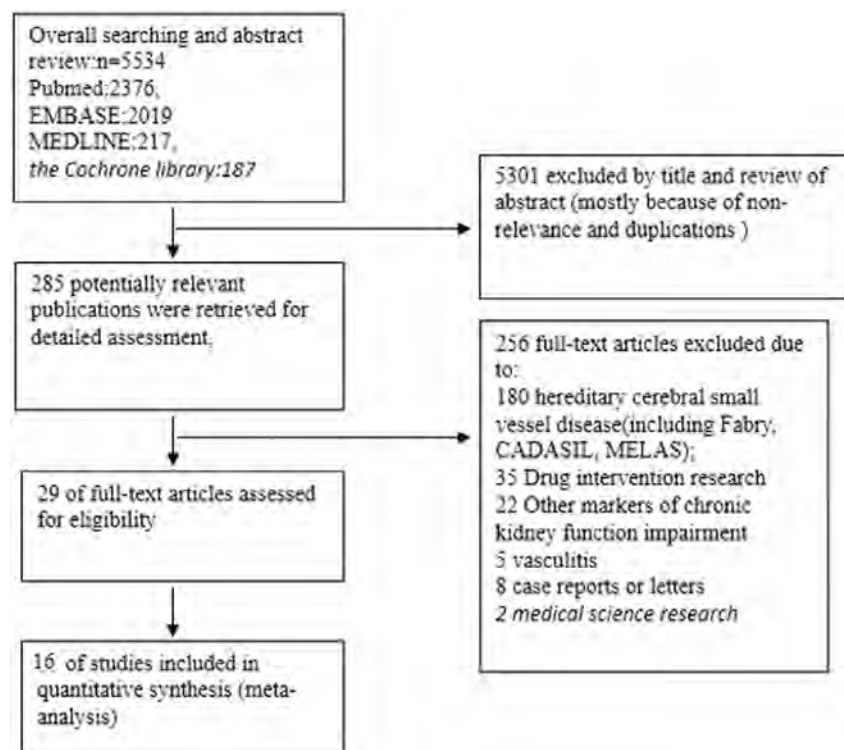 Overall searching and abstract
review:n=5534
Pubmed:2376,
EMBASE:2019
MEDLINE:217,
the Cochrane library:187
5301 excluded by title and review of
abstract (mostly because of non-
relevance and duplications )
285 potentially relevant
publications were retrieved for
detailed assessment,
256 full-text articles excluded due
to:
180 hereditary cerebral small
vessel disease(including Fabry,
CADASIL, MELAS);
35 Drug intervention research
22 Other markers of chronic
kidney function impairment
5 vasculitis
8 case reports or letters
2 medical science research
29 of full-text articles assessed
for eligibility
16 of studies included in
quantitative synthesis (meta-
analysis)